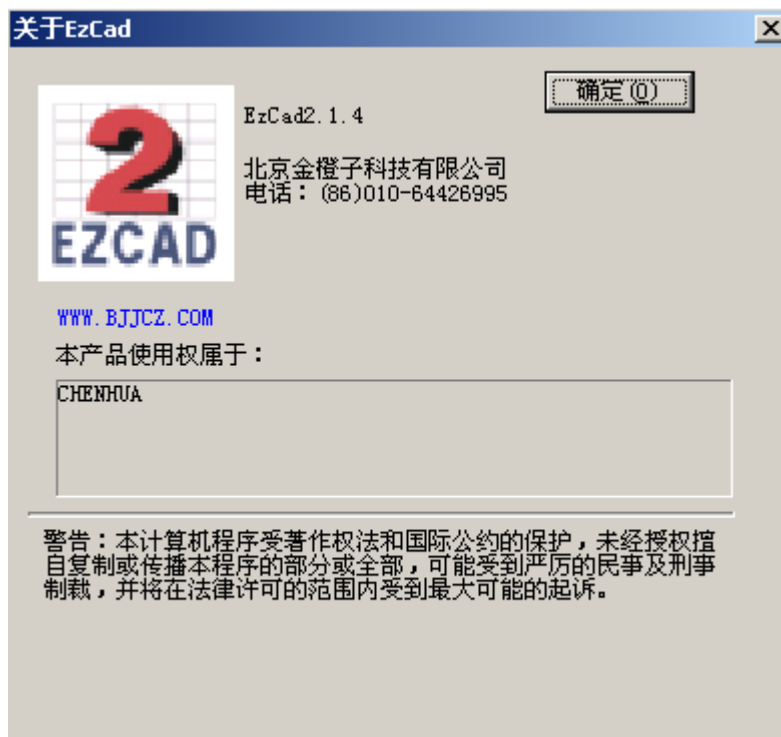 关于EzCad
确定(O)
EzCad2.1.4
北京金橙子科技有限公司
电话：(86)010-64426995
2
EZCAD
WWW.BJJCZ.COM
本产品使用权属于：
CHENHUA
警告：本计算机程序受著作权法和国际公约的保护，未经授权擅
自复制或传播本程序的部分或全部，可能受到严厉的民事及刑事
制裁，并将在法律许可的范围内受到最大可能的起诉。